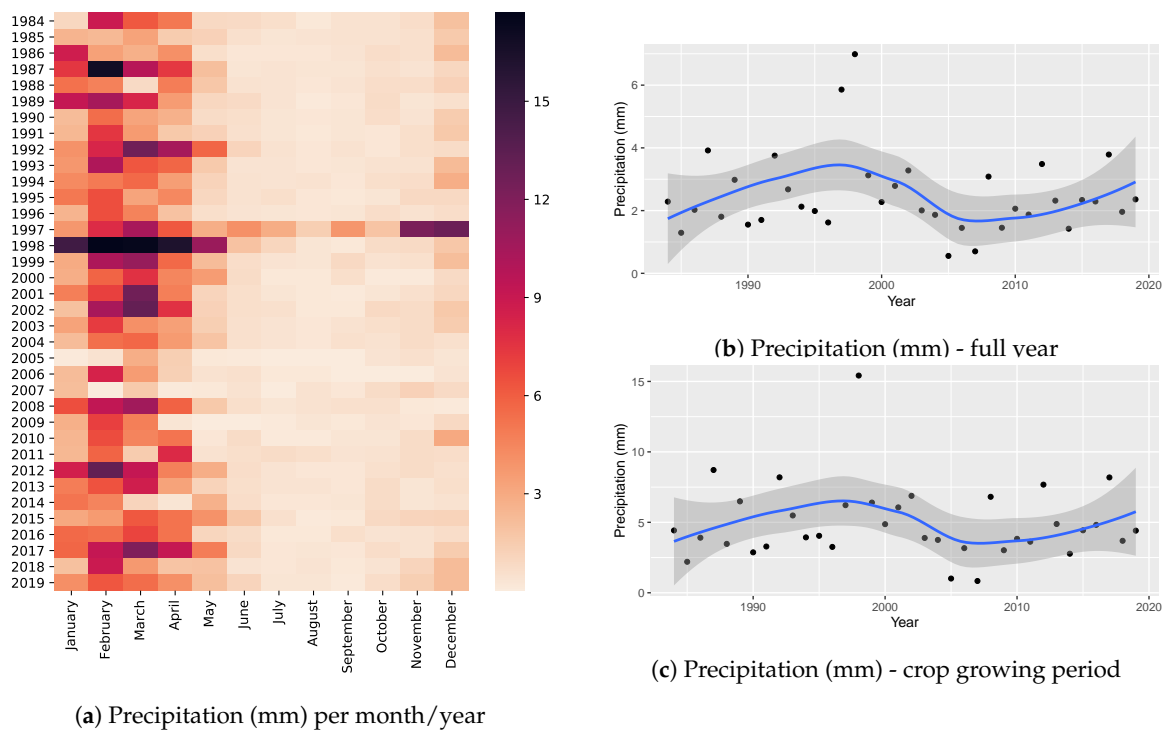 1984
1985
1986
1987
1988
1989
1990
1991
1992
1993
1994
1995
1996
1997
1998
1999
2000
2001
2002
2003
2004
2005
2006
2007
2008
2009
2010
2011
2012
2013
2014
2015
2016
2017
2018
2019
January
February
March
April
May
June
July
August
September
October
November
December
15
12
9
6
3
(a) Precipitation (mm) per month/year
Precipitation (mm)
6
4
2
0
1990 2000 2010 2020
Year
(b) Precipitation (mm) - full year
Precipitation (mm)
15
10
5
0
1990 2000 2010 2020
Year
(c) Precipitation (mm) - crop growing period